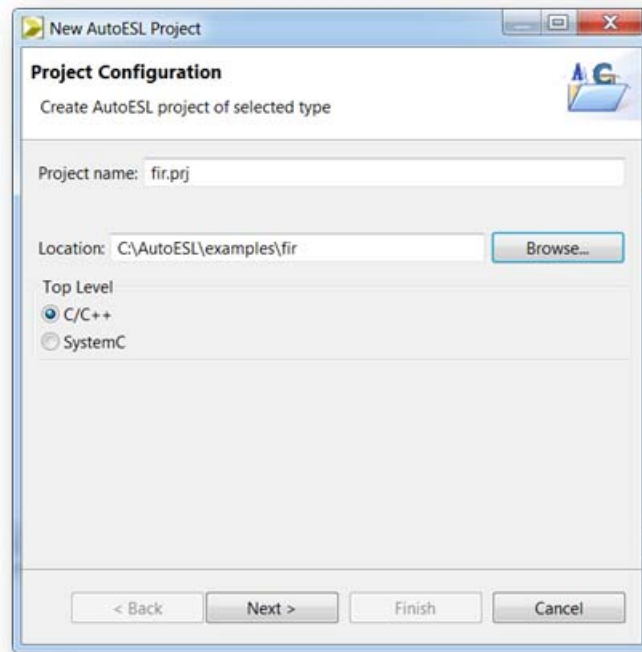 New AutoESL Project
Project Configuration
Create AutoESL project of selected type
Project name: fir.prj
Location: C:\AutoESL\examples\fir Browse...
Top Level
C/C++
SystemC
< Back Next > Finish Cancel